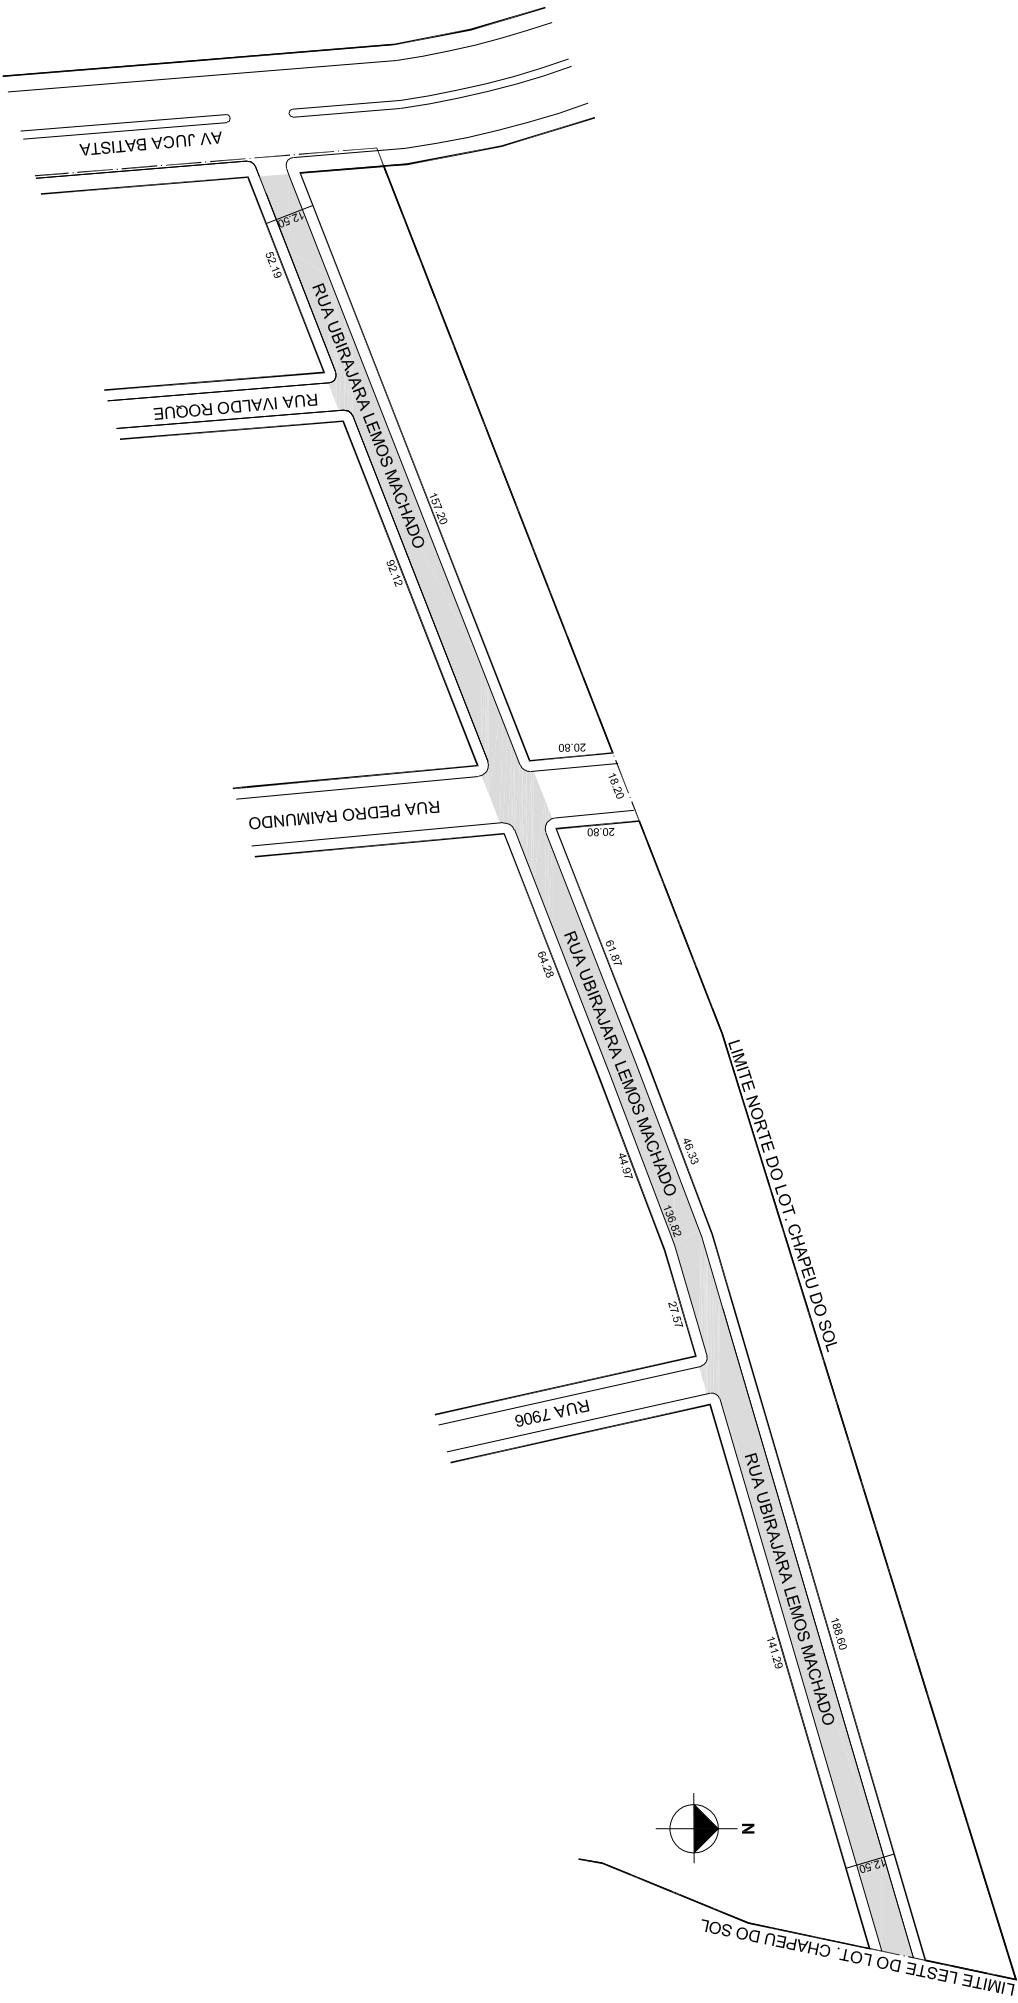 AV JUCA BATISTA
12.50
52.19
RUA UBIRAJARA LEMOS MACHADO
RUA IVALDO ROQUE
157.20
92.12
20.80
18.20
RUA PEDRO RAIMUNDO
20.80
RUA UBIRAJARA LEMOS MACHADO
61.87
64.28
LIMITE NORTE DO LOT. CHAPEU DO SOL
46.33
44.97
136.82
27.57
RUA 7906
RUA UBIRAJARA LEMOS MACHADO
188.60
141.29
N
12.50
LIMITE LESTE DO LOT. CHAPEU DO SOL